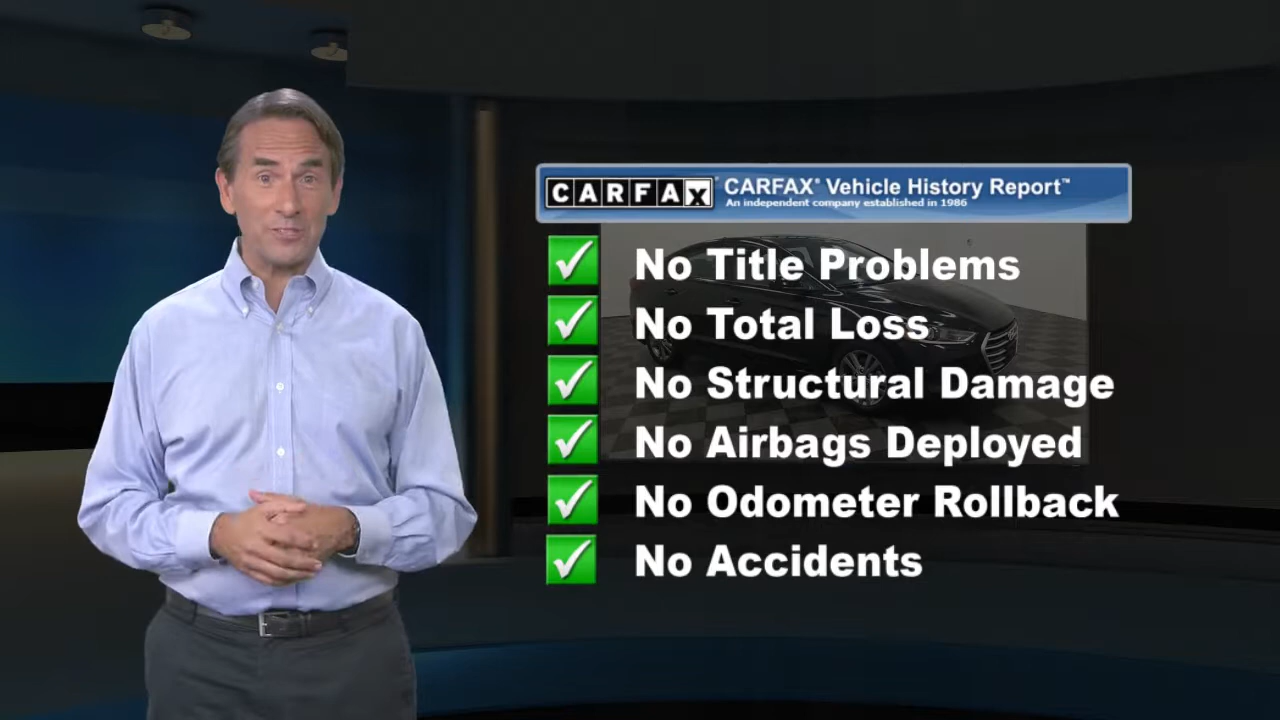 CARFAX® CARFAX® Vehicle History Report™
An independent company established in 1986
No Title Problems
No Total Loss
No Structural Damage
No Airbags Deployed
No Odometer Rollback
No Accidents